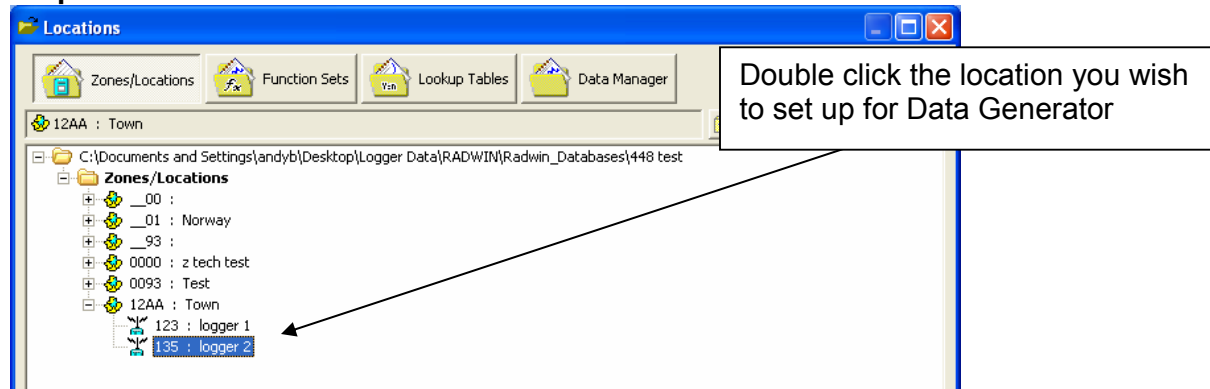 Locations
Zones/Locations Function Sets Lookup Tables Data Manager
Double click the location you wish
to set up for Data Generator
12AA : Town
C:\Documents and Settings\andyb\Desktop\Logger Data\RADWIN\Radwin_Databases\448 test
Zones/Locations
__00 :
__01 : Norway
__93 :
0000 : z tech test
0093 : Test
12AA : Town
123 : logger 1
135 : logger 2